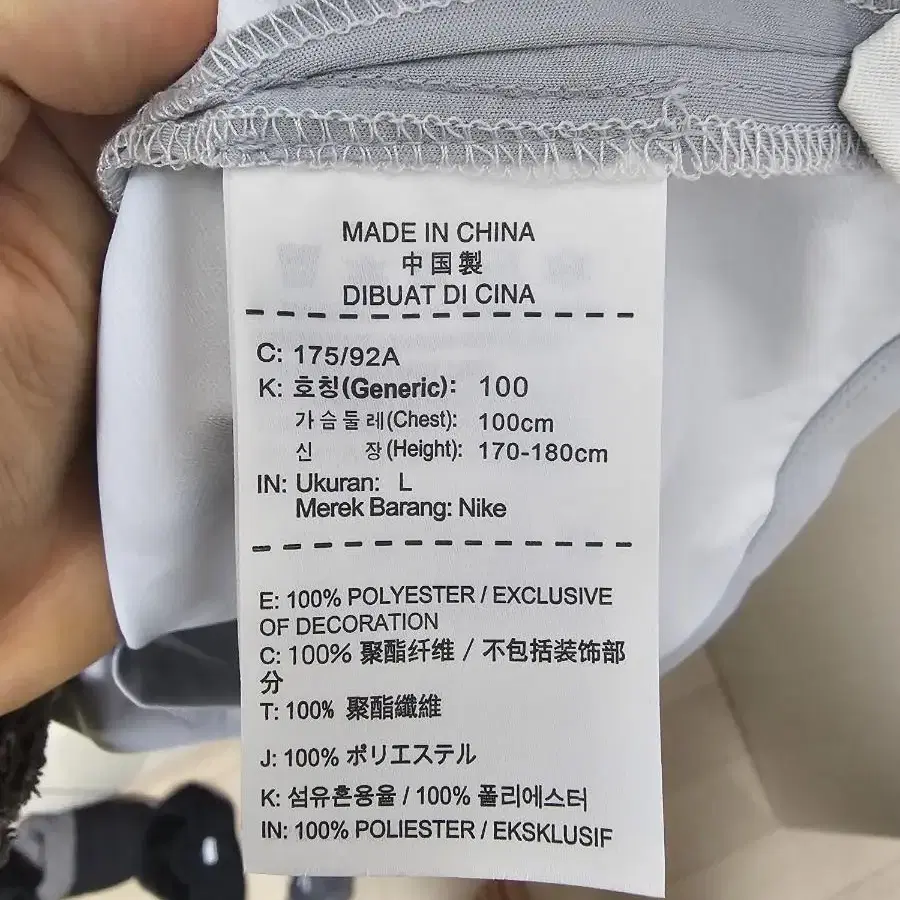 MADE IN CHINA
中国製
DIBUAT DI CINA
C: 175/92A
K: 호칭(Generic): 100
가슴둘레(Chest): 100cm
신 장(Height): 170-180cm
IN: Ukuran: L
Merek Barang: Nike
E: 100% POLYESTER / EXCLUSIVE
OF DECORATION
C: 100% 聚酯纤维 / 不包括装饰部
分
T: 100% 聚酯纖維
J: 100% ポリエステル
K: 섬유혼용율 / 100% 폴리에스터
IN: 100% POLIESTER / EKSKLUSIF